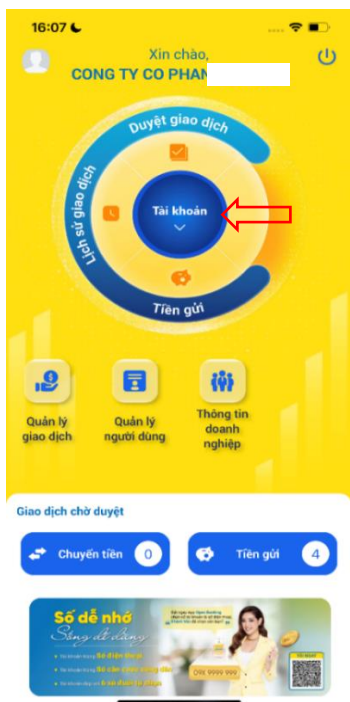 16:07
Xin chào,
CONG TY CO PHAN
Duyệt giao dịch
Lịch sử giao dịch
Tài khoản
Tiền gửi
Quản lý
giao dịch
Quản lý
người dùng
Thông tin
doanh
nghiệp
Giao dịch chờ duyệt
Chuyển tiền 0
Tiền gửi 4
Số dễ nhớ
Sống dễ dàng